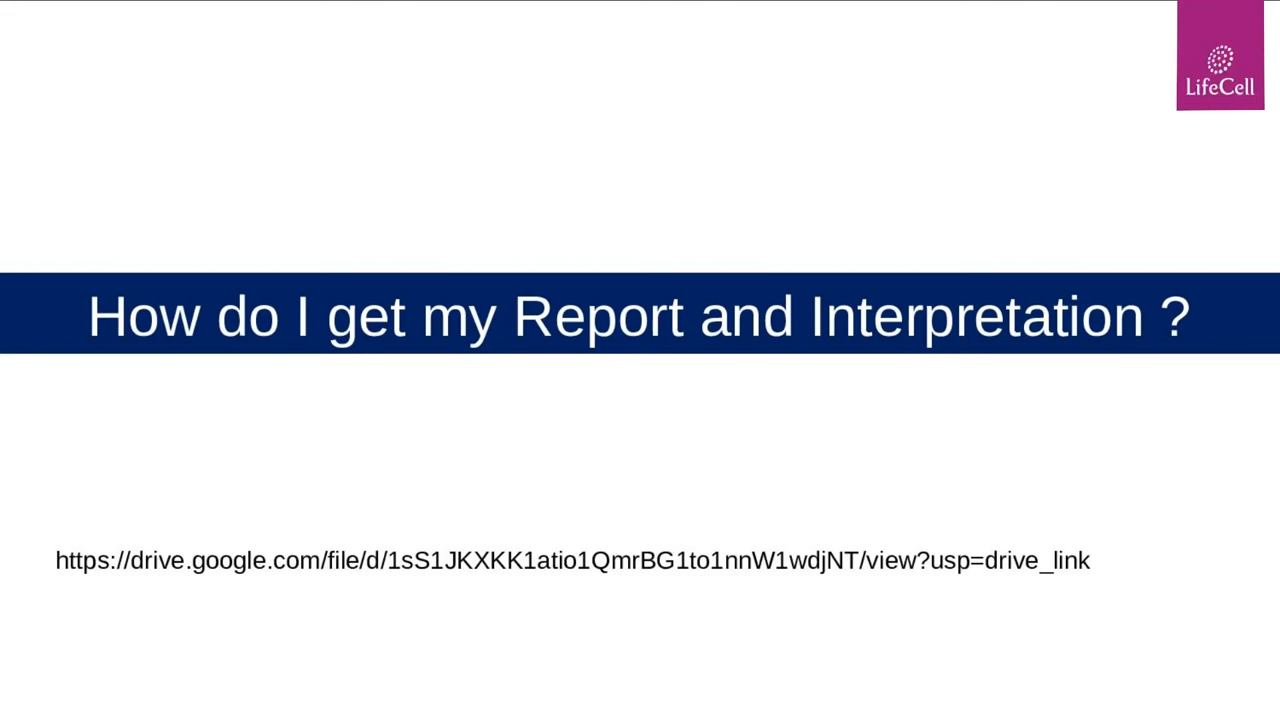 LifeCell
How do I get my Report and Interpretation ?
https://drive.google.com/file/d/1sS1JKXKK1atio1QmrBG1to1nnW1wdjNT/view?usp=drive_link